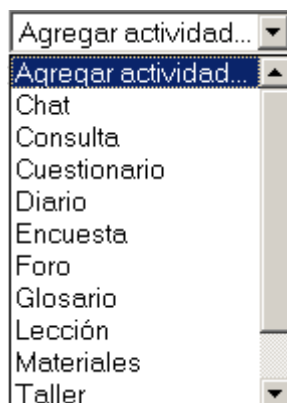 Agregar actividad...
Agregar actividad...
Chat
Consulta
Cuestionario
Diario
Encuesta
Foro
Glosario
Lección
Materiales
Taller